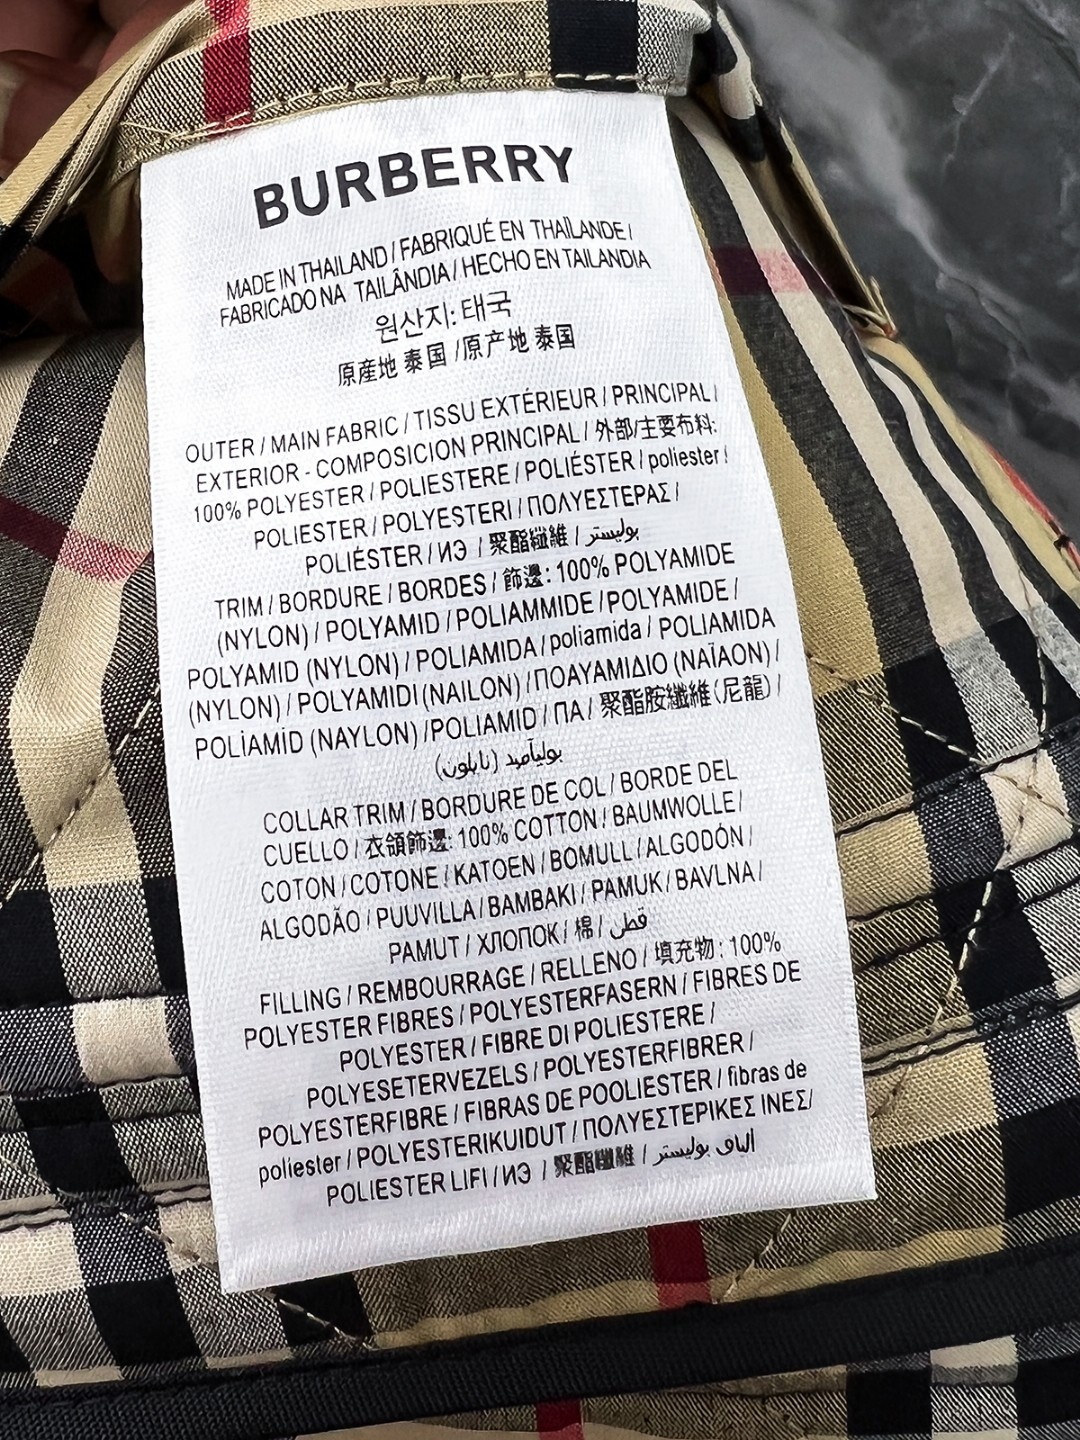 BURBERRY
MADE IN THAILAND / FABRIQUÉ EN THAÏLANDE /
FABRICADO NA TAILÂNDIA / HECHO EN TAILANDIA
원산지: 태국
原産地 泰国 /原产地 泰国
OUTER / MAIN FABRIC / TISSU EXTÉRIEUR / PRINCIPAL /
EXTERIOR - COMPOSICION PRINCIPAL / 外部/主要布料:
100% POLYESTER / POLIESTERE / POLIÉSTER / poliester /
POLIESTER / POLYESTERI / ΠΟΛΥΕΣΤΕΡΑΣ /
POLIÉSTER / ИЭ / 聚酯纖維 / بوليستر
TRIM / BORDURE / BORDES / 飾邊: 100% POLYAMIDE
(NYLON) / POLYAMID / POLIAMMIDE / POLYAMIDE /
POLYAMID (NYLON) / POLIAMIDA / poliamida / POLIAMIDA
(NYLON) / POLYAMIDI (NAILON) / ΠΟΑΥΑΜΙΔΙΟ (ΝΑΪΑΟΝ) /
POLİAMİD (NAYLON) /POLIAMID / ПА / 聚酯胺纖維(尼龍) /
بولياميد (نايلون)
COLLAR TRIM / BORDURE DE COL / BORDE DEL
CUELLO / 衣領飾邊: 100% COTTON / BAUMWOLLE /
COTON / COTONE / KATOEN / BOMULL / ALGODÓN /
ALGODÃO / PUUVILLA / BAMBAKI / PAMUK / BAVLNA /
PAMUT / ХЛОПОК / 棉 / قطن
FILLING / REMBOURRAGE / RELLENO / 填充物: 100%
POLYESTER FIBRES / POLYESTERFASERN / FIBRES DE
POLYESTER / FIBRE DI POLIESTERE /
POLYESETERVEZELS / POLYESTERFIBRER /
POLYESTERFIBRE / FIBRAS DE POOLIESTER / fibras de
poliester / POLYESTERIKUIDUT / ΠΟΛΥΕΣΤΕΡΙΚΕΣ ΙΝΕΣ /
POLIESTER LIFI / ИЭ / 聚酯纖維 / الياف بوليستر